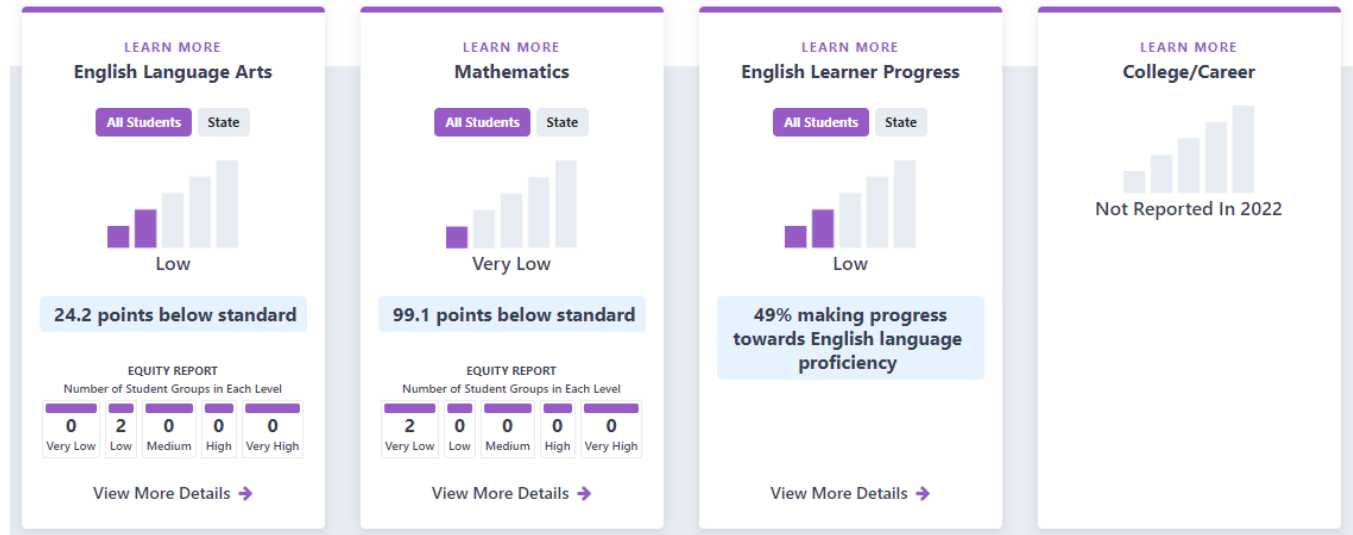 LEARN MORE
English Language Arts
All Students State
Low
24.2 points below standard
EQUITY REPORT
Number of Student Groups in Each Level
0 2 0 0 0
Very Low Low Medium High Very High
View More Details
LEARN MORE
Mathematics
All Students State
Very Low
99.1 points below standard
EQUITY REPORT
Number of Student Groups in Each Level
2 0 0 0 0
Very Low Low Medium High Very High
View More Details
LEARN MORE
English Learner Progress
All Students State
Low
49% making progress
towards English language
proficiency
View More Details
LEARN MORE
College/Career
Not Reported In 2022